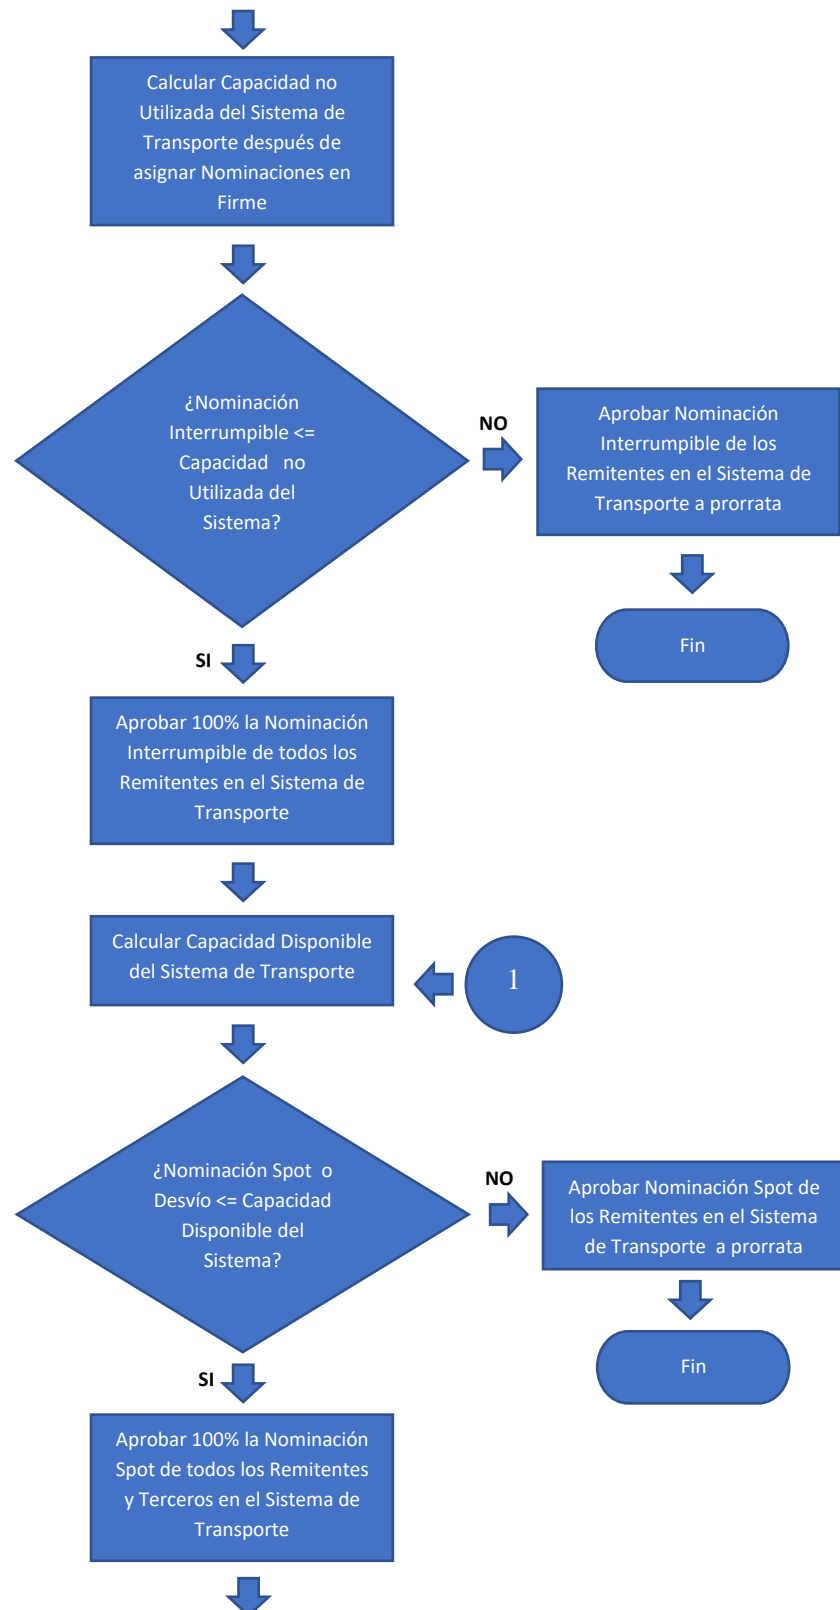 Calcular Capacidad no
Utilizada del Sistema de
Transporte después de
asignar Nominaciones en
Firme
¿Nominación
Interrumpible <=
Capacidad no
Utilizada del
Sistema?
NO
Aprobar Nominación
Interrumpible de los
Remitentes en el Sistema de
Transporte a prorrata
Fin
SI
Aprobar 100% la Nominación
Interrumpible de todos los
Remitentes en el Sistema de
Transporte
Calcular Capacidad Disponible
del Sistema de Transporte
1
¿Nominación Spot o
Desvío <= Capacidad
Disponible del
Sistema?
NO
Aprobar Nominación Spot de
los Remitentes en el Sistema
de Transporte a prorrata
Fin
SI
Aprobar 100% la Nominación
Spot de todos los Remitentes
y Terceros en el Sistema de
Transporte